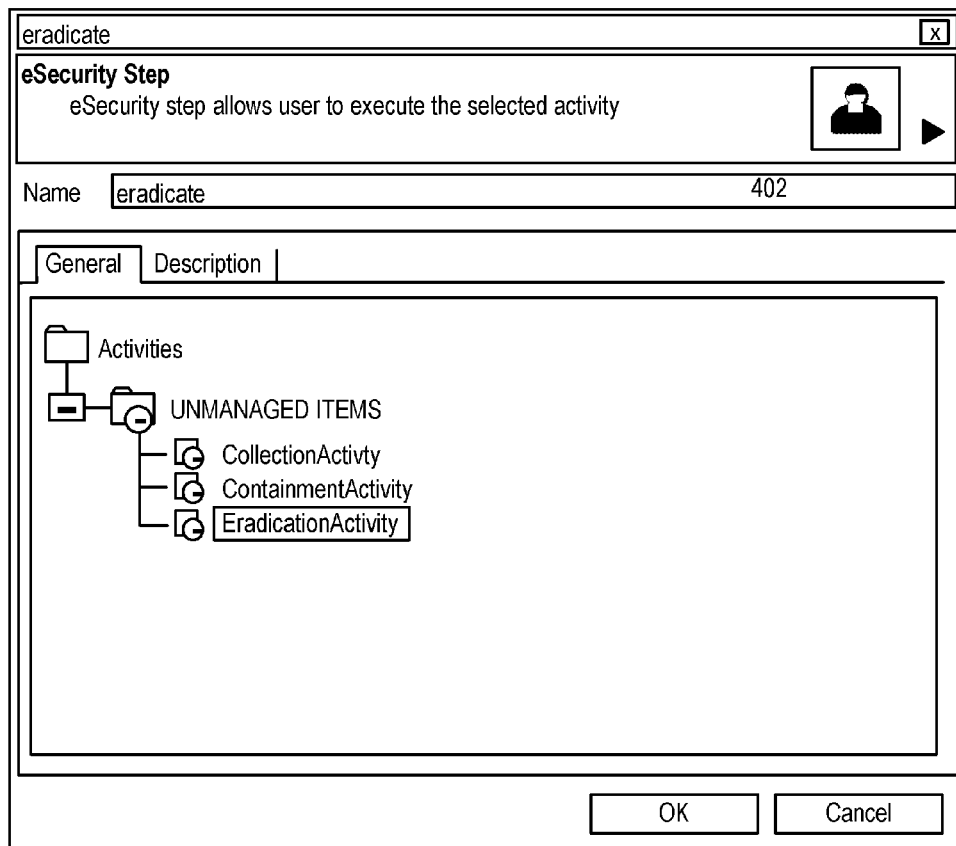 eradicate x
eSecurity Step
eSecurity step allows user to execute the selected activity
Name eradicate 402
General Description
Activities
UNMANAGED ITEMS
CollectionActivty
ContainmentActivity
EradicationActivity
OK Cancel